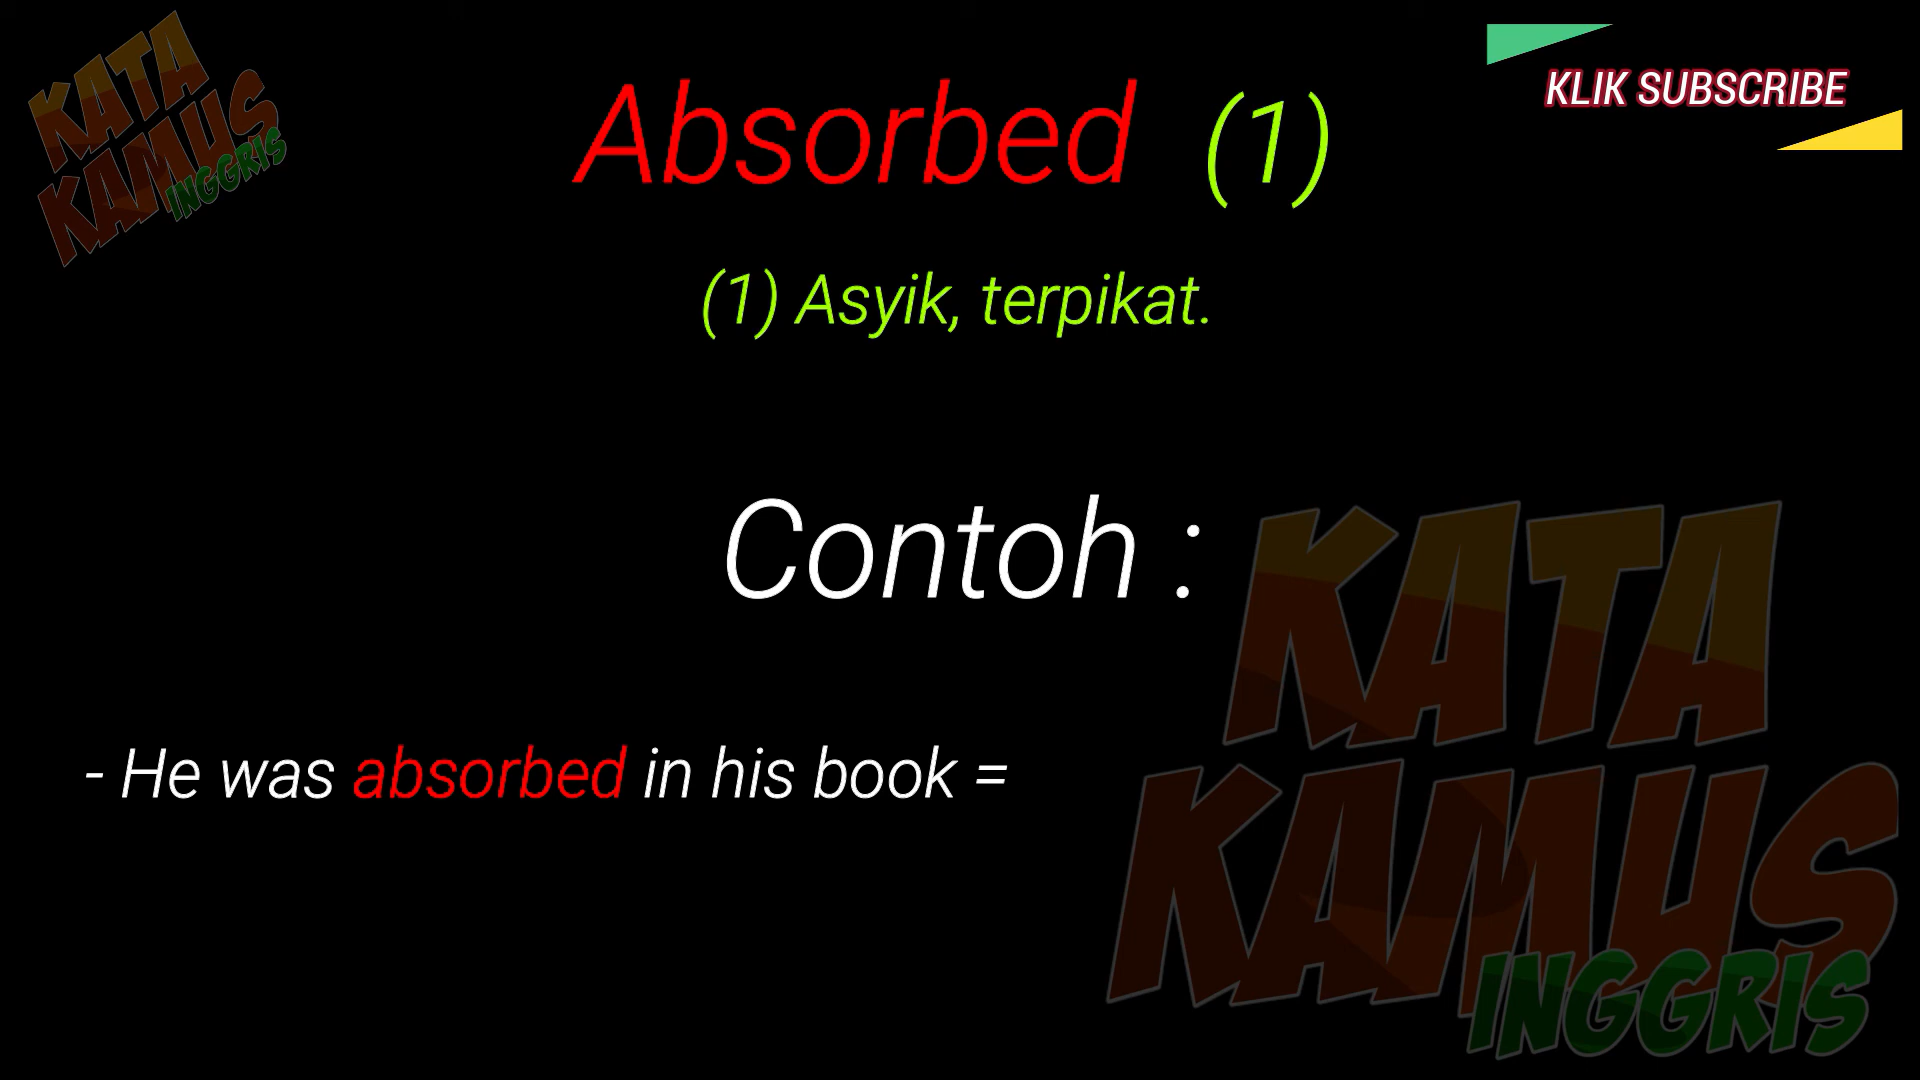 KATA
KAMUS
INGGRIS
Absorbed (1)
KLIK SUBSCRIBE
(1) Asyik, terpikat.
Contoh :
- He was absorbed in his book =
KATA
KAMUS
INGGRIS